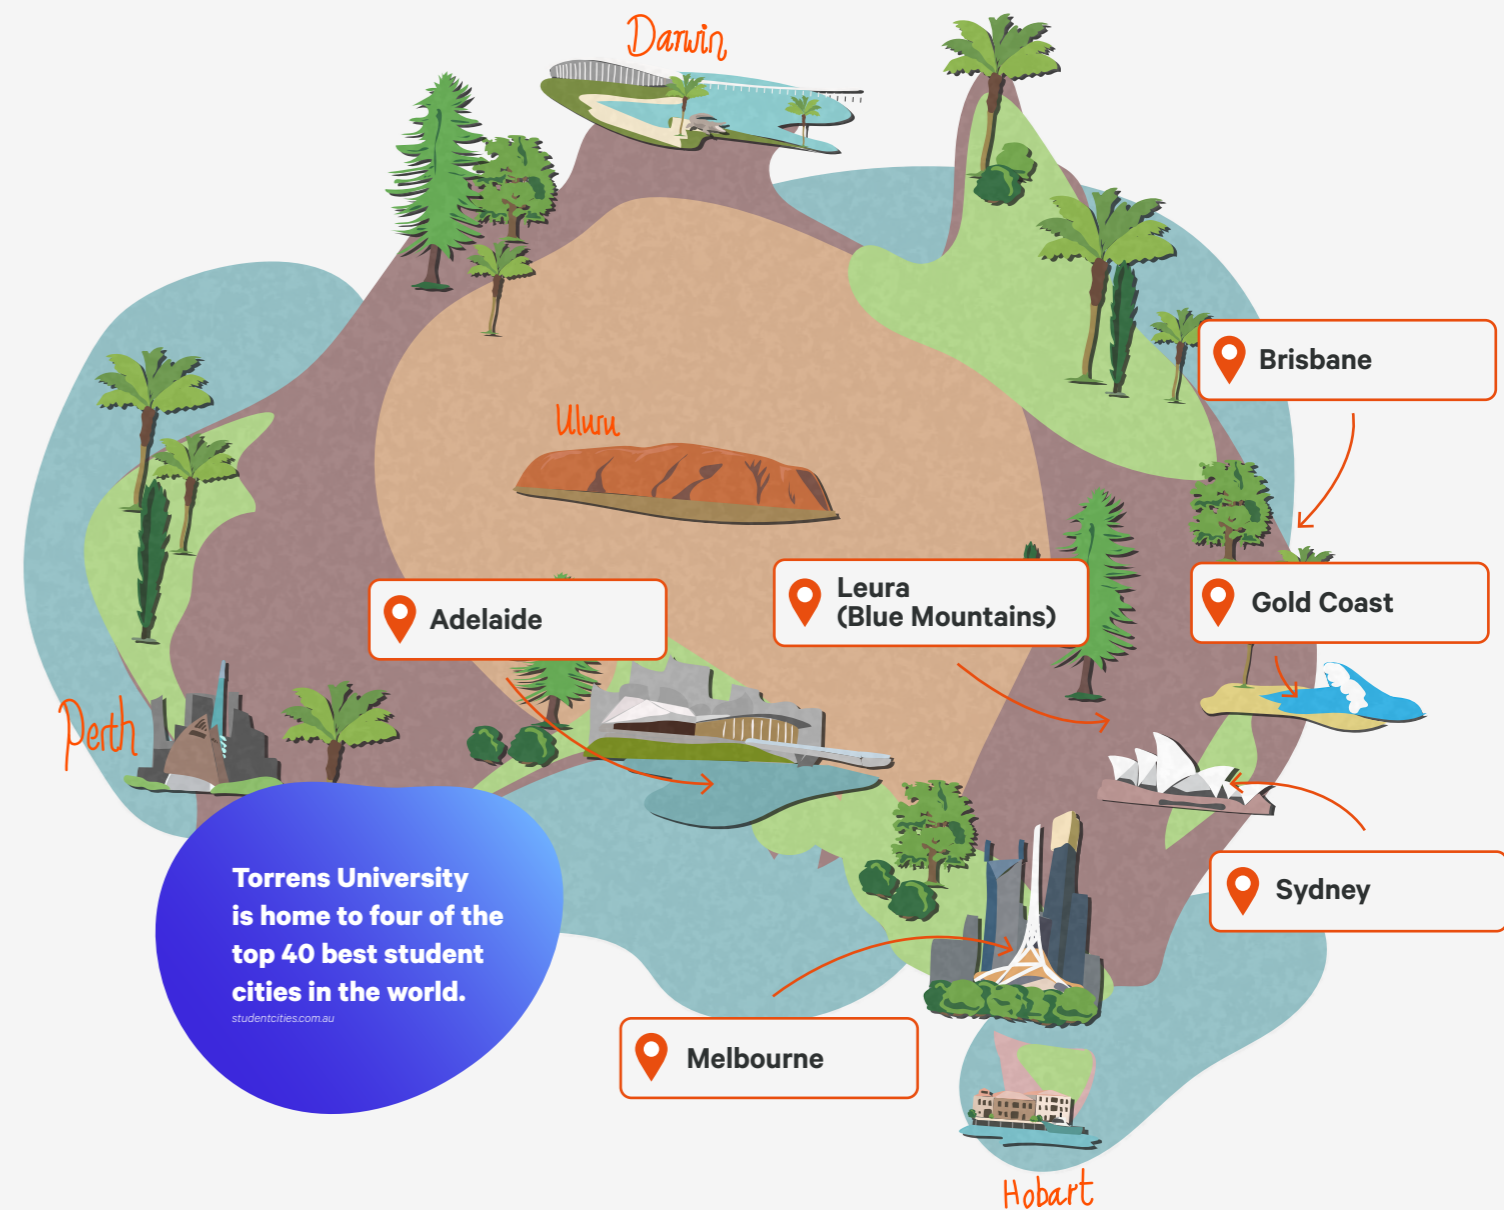 Darwin
Brisbane
Uluru
Leura
(Blue Mountains)
Gold Coast
Adelaide
Perth
Torrens University
is home to four of the
top 40 best student
cities in the world.
studentcities.com.au
Sydney
Melbourne
Hobart